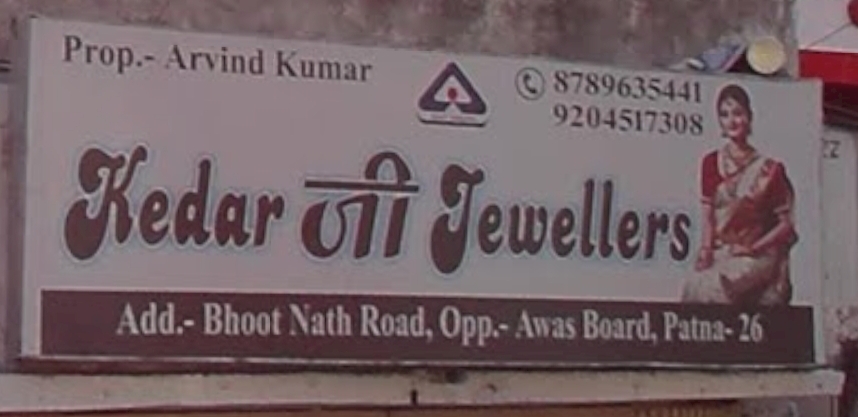 Prop.- Arvind Kumar
8789635441
9204517308
Kedar जी Jewellers
Add.- Bhoot Nath Road, Opp.- Awas Board, Patna- 26